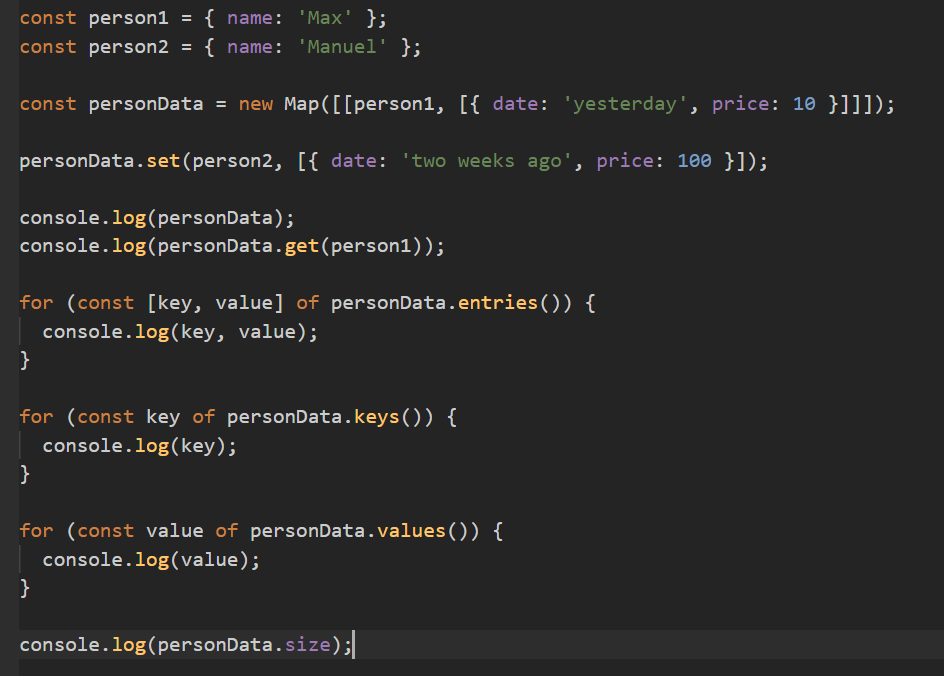 const person1 = { name: 'Max' };
const person2 = { name: 'Manuel' };
const personData = new Map([[person1, [{ date: 'yesterday', price: 10 }]]]);
personData.set(person2, [{ date: 'two weeks ago', price: 100 }]);
console.log(personData);
console.log(personData.get(person1));
for (const [key, value] of personData.entries()) {
  console.log(key, value);
}
for (const key of personData.keys()) {
  console.log(key);
}
for (const value of personData.values()) {
  console.log(value);
}
console.log(personData.size);